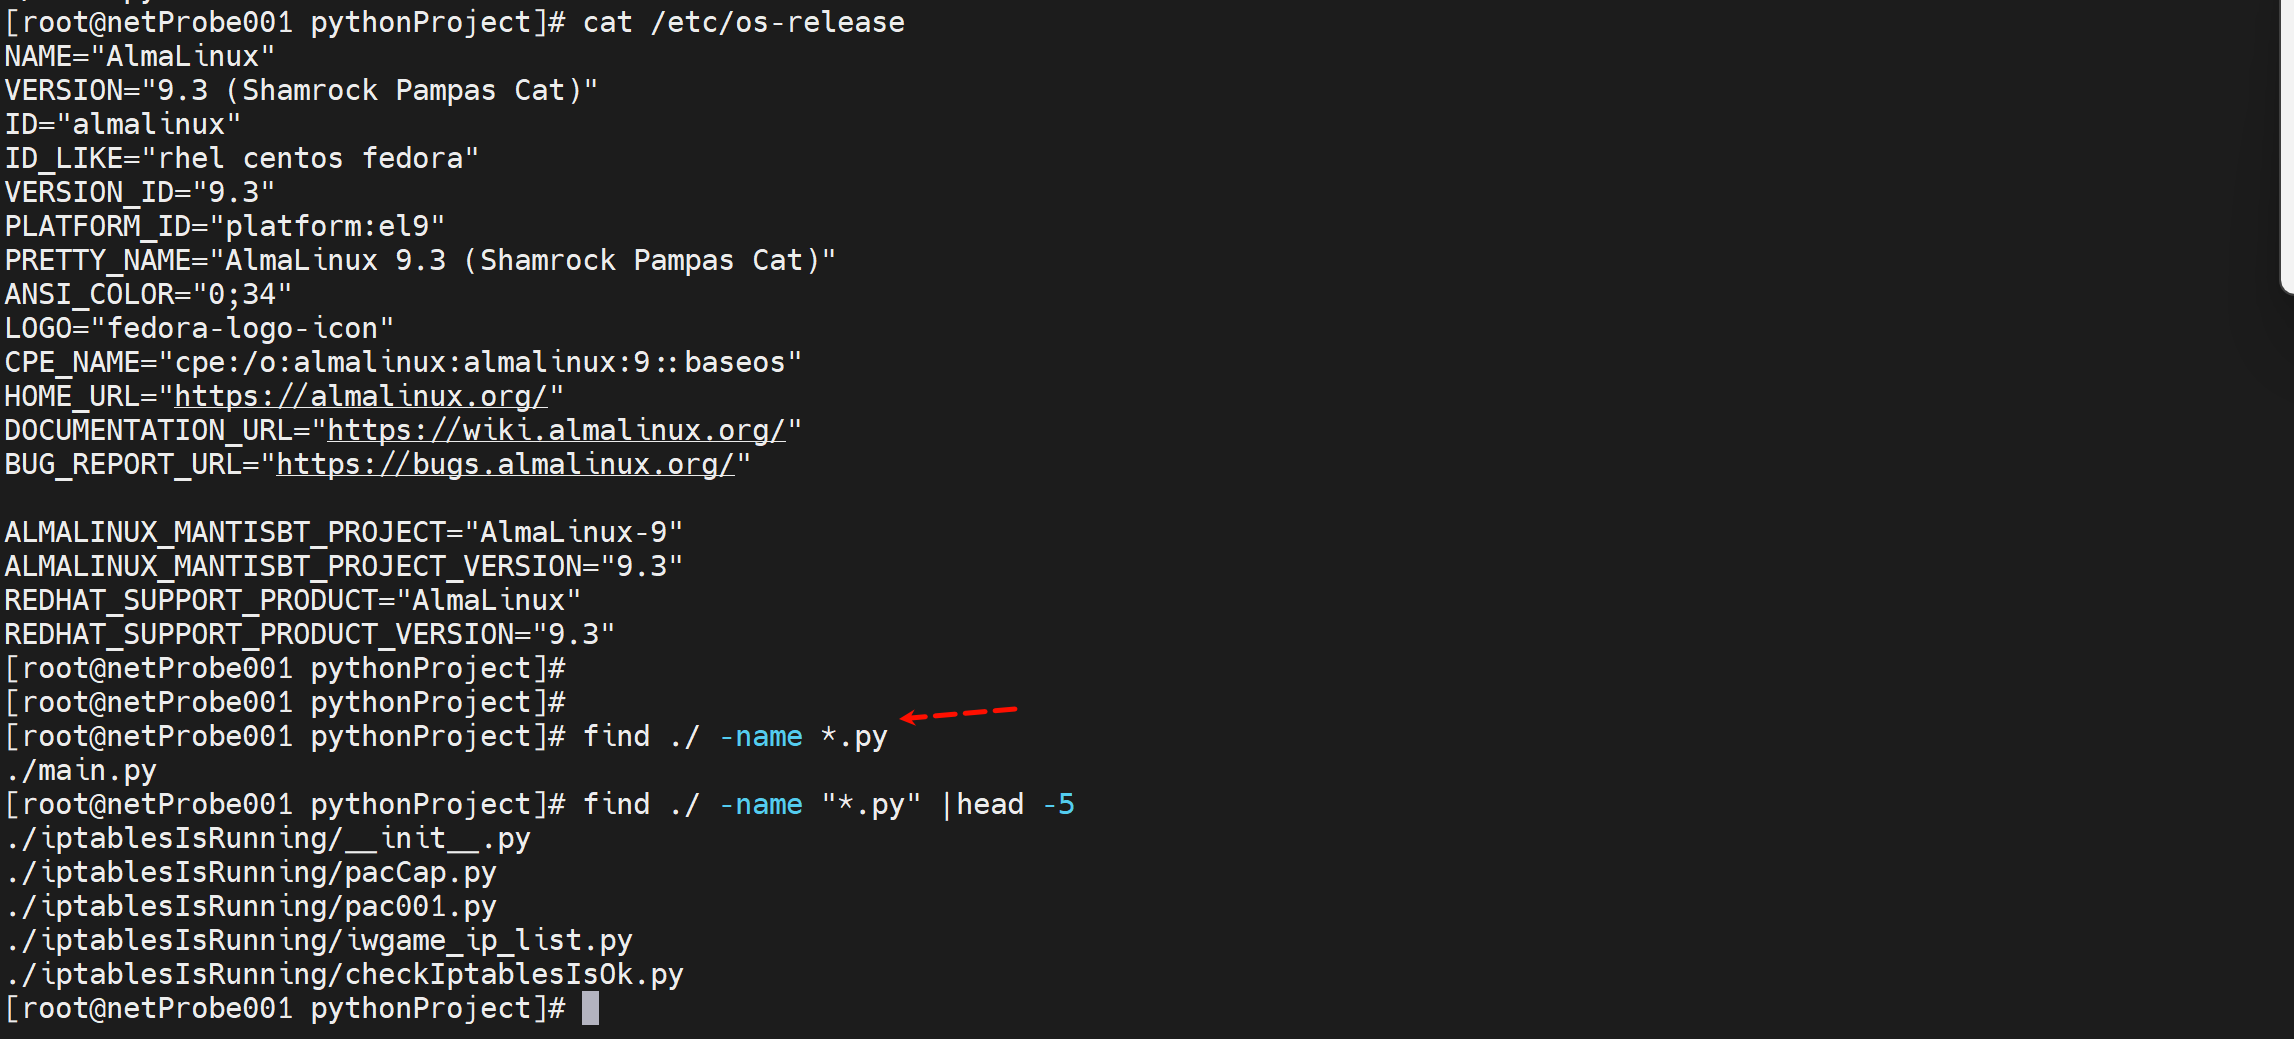 [root@netProbe001 pythonProject]# cat /etc/os-release
NAME="AlmaLinux"
VERSION="9.3 (Shamrock Pampas Cat)"
ID="almalinux"
ID_LIKE="rhel centos fedora"
VERSION_ID="9.3"
PLATFORM_ID="platform:el9"
PRETTY_NAME="AlmaLinux 9.3 (Shamrock Pampas Cat)"
ANSI_COLOR="0;34"
LOGO="fedora-logo-icon"
CPE_NAME="cpe:/o:almalinux:almalinux:9::baseos"
HOME_URL="https://almalinux.org/"
DOCUMENTATION_URL="https://wiki.almalinux.org/"
BUG_REPORT_URL="https://bugs.almalinux.org/"
ALMALINUX_MANTISBT_PROJECT="AlmaLinux-9"
ALMALINUX_MANTISBT_PROJECT_VERSION="9.3"
REDHAT_SUPPORT_PRODUCT="AlmaLinux"
REDHAT_SUPPORT_PRODUCT_VERSION="9.3"
[root@netProbe001 pythonProject]#
[root@netProbe001 pythonProject]#
[root@netProbe001 pythonProject]# find ./ -name *.py
./main.py
[root@netProbe001 pythonProject]# find ./ -name "*.py" |head -5
./iptablesIsRunning/__init__.py
./iptablesIsRunning/pacCap.py
./iptablesIsRunning/pac001.py
./iptablesIsRunning/iwgame_ip_list.py
./iptablesIsRunning/checkIptablesIsOk.py
[root@netProbe001 pythonProject]#